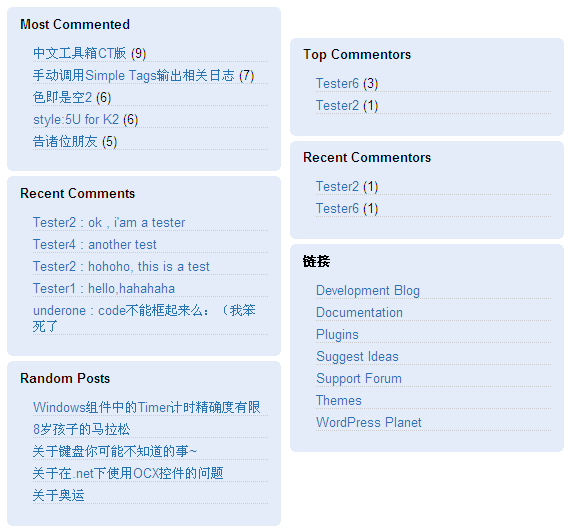 Most Commented
中文工具箱CT版 (9)
手动调用Simple Tags输出相关日志 (7)
色即是空2 (6)
style:5U for K2 (6)
告诸位朋友 (5)
Recent Comments
Tester2 : ok , i'am a tester
Tester4 : another test
Tester2 : hohoho, this is a test
Tester1 : hello,hahahaha
underone : code不能框起来么：（我笨
死了
Random Posts
Windows组件中的Timer计时精确度有限
8岁孩子的马拉松
关于键盘你可能不知道的事~
关于在.net下使用OCX控件的问题
关于奥运
Top Commentors
Tester6 (3)
Tester2 (1)
Recent Commentors
Tester2 (1)
Tester6 (1)
链接
Development Blog
Documentation
Plugins
Suggest Ideas
Support Forum
Themes
WordPress Planet